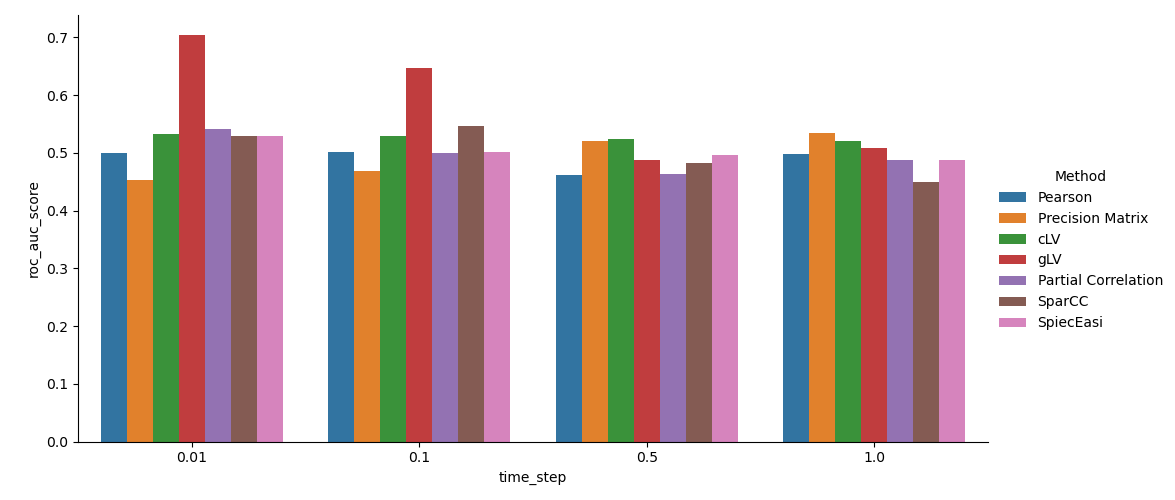 0.7
0.6
0.5
0.4
0.3
0.2
0.1
0.0
roc_auc_score
0.01
0.1
0.5
1.0
time_step
Method
Pearson
Precision Matrix
cLV
gLV
Partial Correlation
SparCC
SpiecEasi